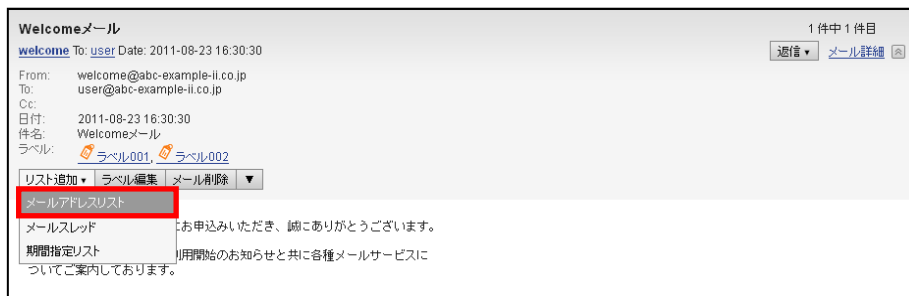 Welcomeメール
1 件中 1 件目
welcome To: user Date: 2011-08-23 16:30:30
返信▼ メール詳細
From: welcome@abc-example-ii.co.jp
To: user@abc-example-ii.co.jp
Cc:
日付: 2011-08-23 16:30:30
件名: Welcomeメール
ラベル: ラベル001, ラベル002
リスト追加▼ ラベル編集 メール削除 ▼
メールアドレスリスト
メールスレッド
にお申込みいただき、誠にありがとうございます。
期間指定リスト
利用開始のお知らせと共に各種メールサービスに
ついてご案内しております。